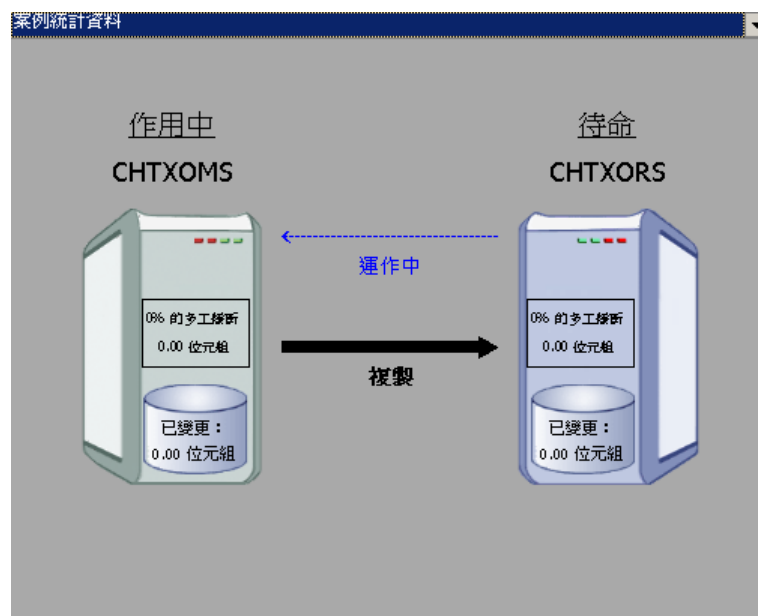 案例統計資料
作用中
待命
CHTXOMS
CHTXORS
運作中
0% 的多工緩衝
0.00 位元組
0% 的多工緩衝
0.00 位元組
複製
已變更：
0.00 位元組
已變更：
0.00 位元組